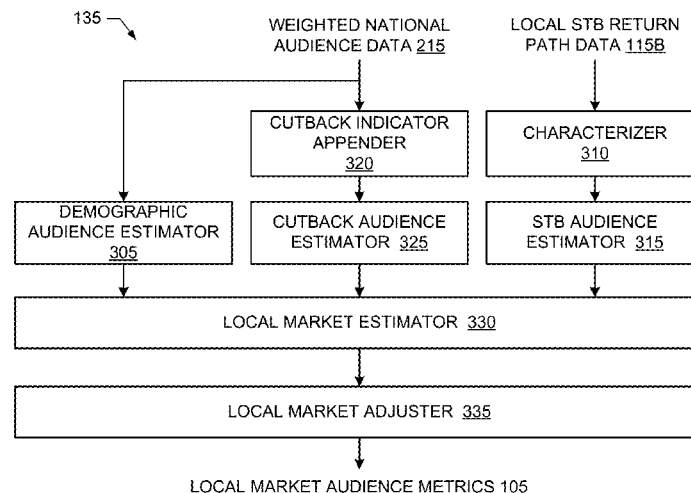 135
WEIGHTED NATIONAL
AUDIENCE DATA 215
LOCAL STB RETURN
PATH DATA 115B
CUTBACK INDICATOR
APPENDER
320
CHARACTERIZER
310
DEMOGRAPHIC
AUDIENCE ESTIMATOR
305
CUTBACK AUDIENCE
ESTIMATOR 325
STB AUDIENCE
ESTIMATOR 315
LOCAL MARKET ESTIMATOR 330
LOCAL MARKET ADJUSTER 335
LOCAL MARKET AUDIENCE METRICS 105